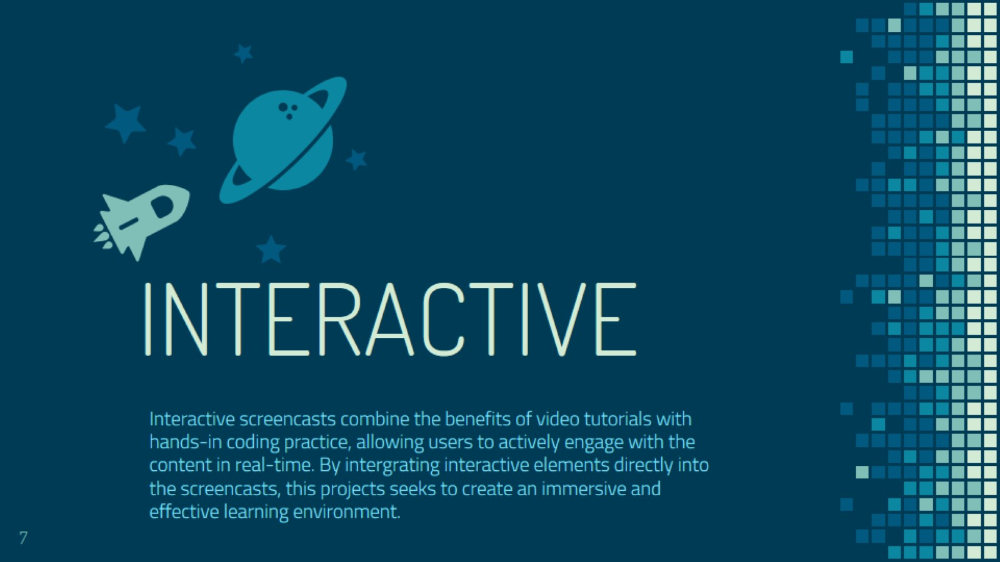 INTERACTIVE
Interactive screencasts combine the benefits of video tutorials with
hands-in coding practice, allowing users to actively engage with the
content in real-time. By intergrating interactive elements directly into
the screencasts, this projects seeks to create an immersive and
effective learning environment.
7